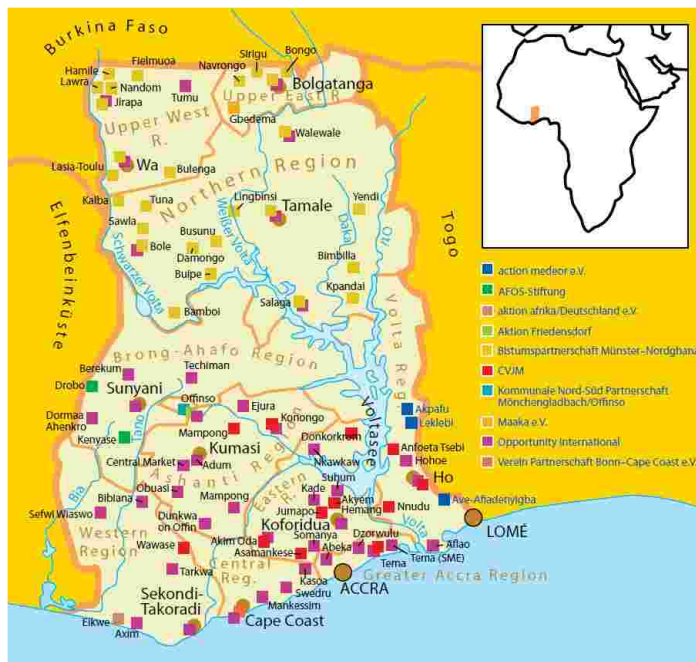 Burkina Faso
Fielmuoa
Sirigu
Bongo
Navrongo
Hamile
Lawra
Nandom
Jirapa
Tumu
Bolgatanga
Upper East R.
Gbedema
Upper West
R.
Walewale
Lasia-Toulu
Wa
Bulenga
Northern Region
Kalba
Tuna
Lingbinsi
Tamale
Yendi
Sawla
Weißer Volta
Daka
Oti
Togo
Elfenbeinküste
Bole
Busunu
Damongo
Buipe
Bimbilla
Kpandai
Schwarzer Volta
Salaga
Bamboi
Volta Reg.
Brong-Ahafo Region
Techiman
Berekum
Drobo
Sunyani
Offinso
Ejura
Dormaa
Ahenkro
Kenyase
Tano
Mampong
Konongo
Donkorkrom
Voltasee
Akpafu
Leklebi
Kumasi
Central Market
Adum
Ashanti Region
Nkawkaw
Anfoeta Tsebi
Hohoe
Ho
Bia
Bibiana
Obuasi
Mampong
Eastern
R.
Suhum
Kade
Akyem
Hemang
Jumapo
Nnudu
Ave-Afiadenyigba
Sefwi Wiaswo
Dunkwa
on Offin
Koforidua
Volta
LOMÉ
Western
Region
Wawase
Akim Oda
Somanya
Asamankese
Abeka
Dzorwulu
Tema
Tema (SME)
Aflao
Central
Reg.
Tarkwa
Kasoa
Swedru
ACCRA
Greater Accra Region
Sekondi-
Takoradi
Mankessim
Cape Coast
Elkwe
Axim
action medeor e.V.
AFOS-Stiftung
aktion afrika/Deutschland e.V.
Aktion Friedensdorf
Bistumspartnerschaft Münster–Nordghana
CVJM
Kommunale Nord-Süd Partnerschaft
Mönchengladbach/Offinso
Maaka e.V.
Opportunity International
Verein Partnerschaft Bonn–Cape Coast e.V.